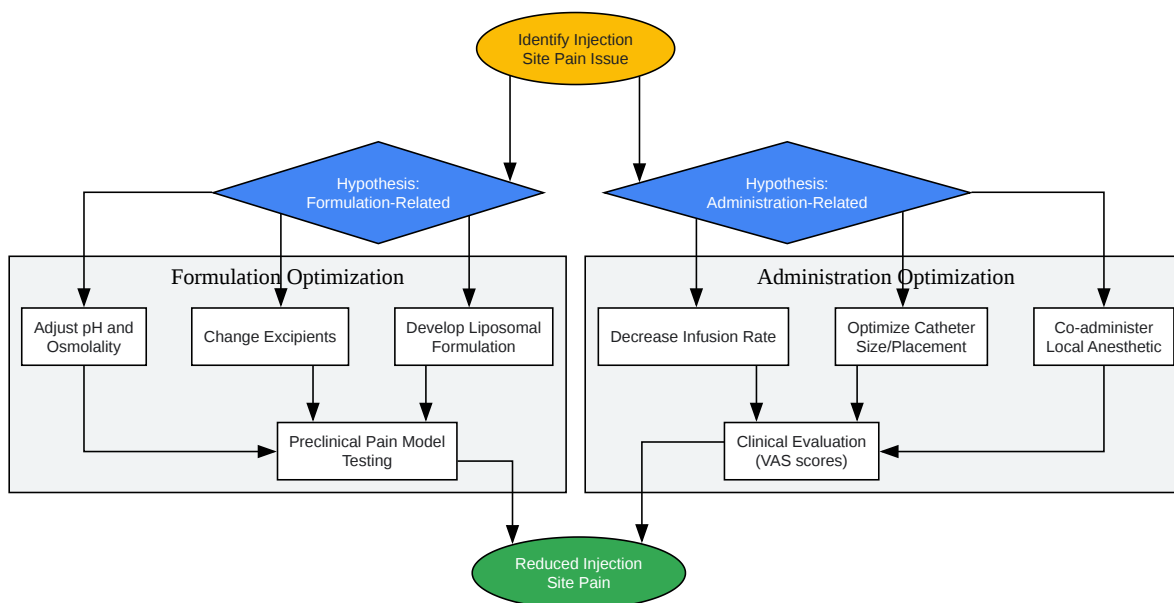 Identify Injection
Site Pain Issue
Hypothesis:
Formulation-Related
Hypothesis:
Administration-Related
Formulation Optimization
Administration Optimization
Adjust pH and
Osmolality
Change Excipients
Develop Liposomal
Formulation
Decrease Infusion Rate
Optimize Catheter
Size/Placement
Co-administer
Local Anesthetic
Preclinical Pain Model
Testing
Clinical Evaluation
(VAS scores)
Reduced Injection
Site Pain